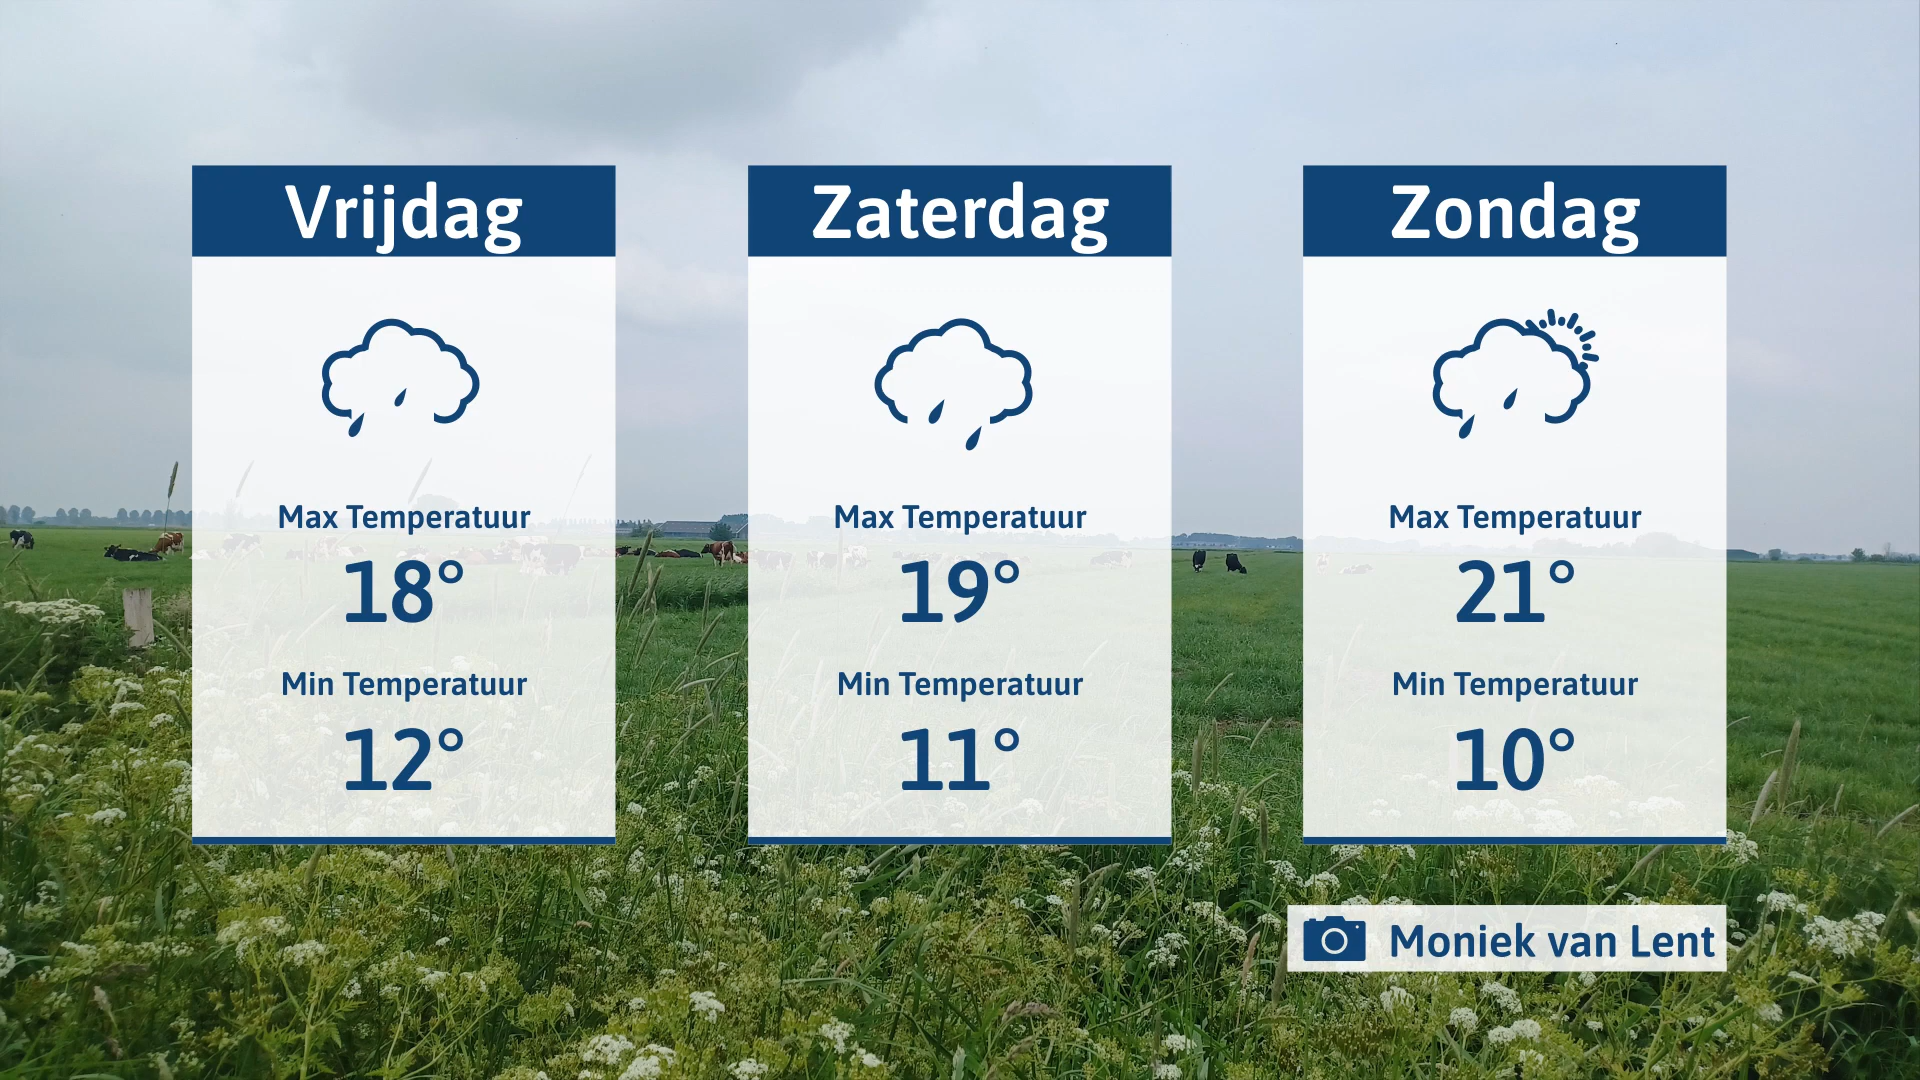 Vrijdag
Max Temperatuur
18°
Min Temperatuur
12°
Zaterdag
Max Temperatuur
19°
Min Temperatuur
11°
Zondag
Max Temperatuur
21°
Min Temperatuur
10°
Moniek van Lent